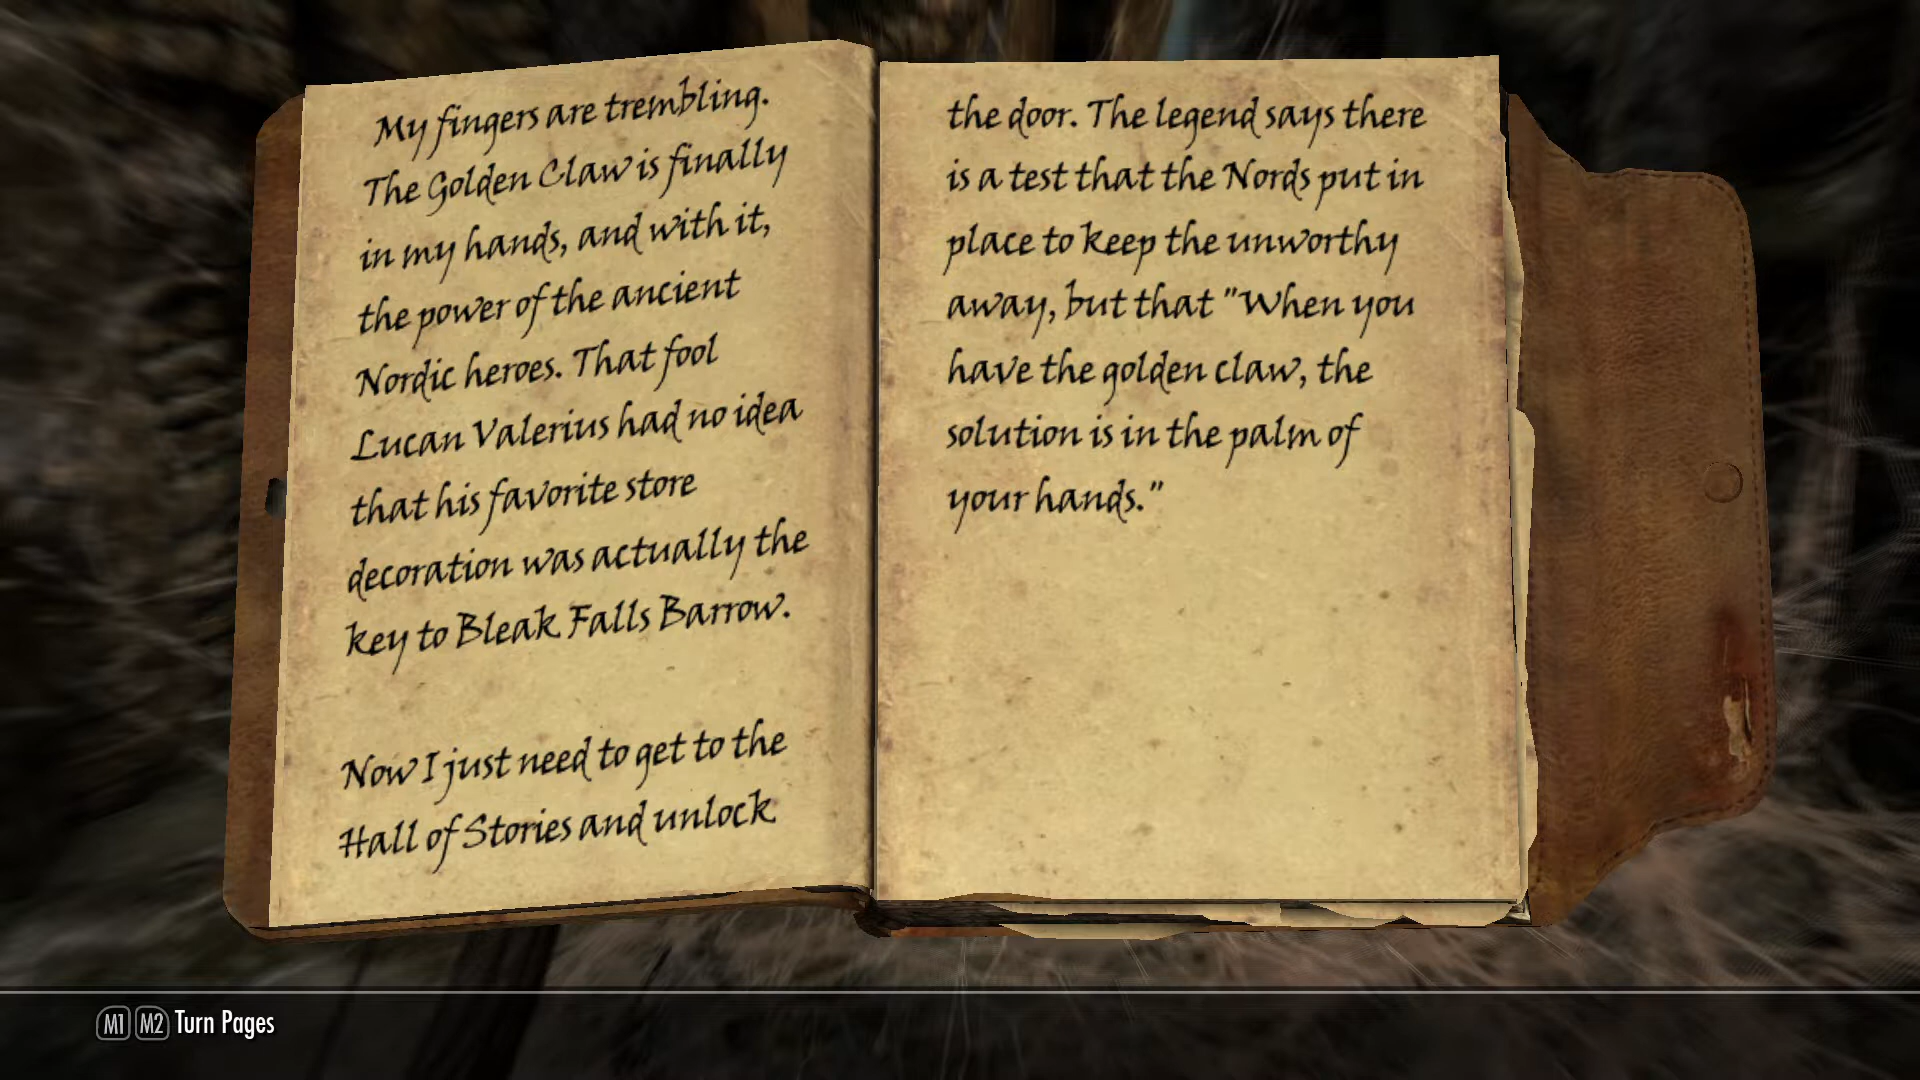 My fingers are trembling.
The Golden Claw is finally
in my hands, and with it,
the power of the ancient
Nordic heroes. That fool
Lucan Valerius had no idea
that his favorite store
decoration was actually the
key to Bleak Falls Barrow.
Now I just need to get to the
Hall of Stories and unlock
the door. The legend says there
is a test that the Nords put in
place to keep the unworthy
away, but that "When you
have the golden claw, the
solution is in the palm of
your hands."
M1 M2 Turn Pages